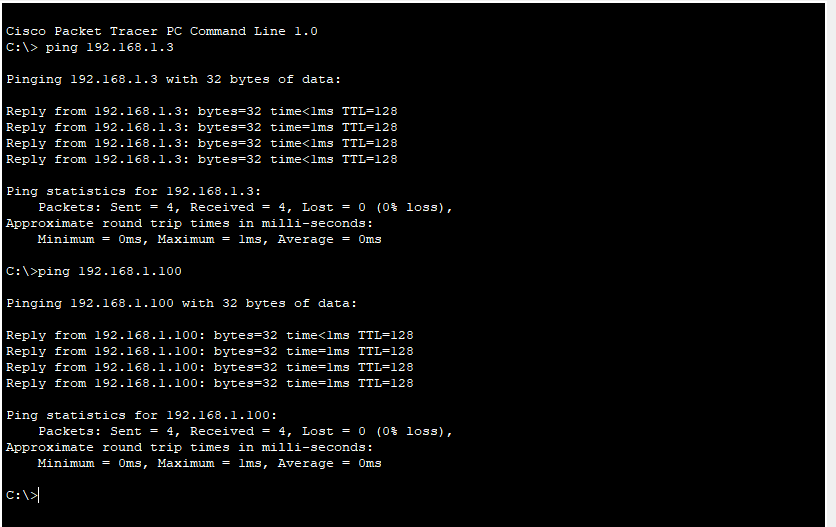 Cisco Packet Tracer PC Command Line 1.0
C:\> ping 192.168.1.3
Pinging 192.168.1.3 with 32 bytes of data:
Reply from 192.168.1.3: bytes=32 time<1ms TTL=128
Reply from 192.168.1.3: bytes=32 time=1ms TTL=128
Reply from 192.168.1.3: bytes=32 time<1ms TTL=128
Reply from 192.168.1.3: bytes=32 time<1ms TTL=128
Ping statistics for 192.168.1.3:
Packets: Sent = 4, Received = 4, Lost = 0 (0% loss),
Approximate round trip times in milli-seconds:
Minimum = 0ms, Maximum = 1ms, Average = 0ms
C:\>ping 192.168.1.100
Pinging 192.168.1.100 with 32 bytes of data:
Reply from 192.168.1.100: bytes=32 time<1ms TTL=128
Reply from 192.168.1.100: bytes=32 time=1ms TTL=128
Reply from 192.168.1.100: bytes=32 time=1ms TTL=128
Reply from 192.168.1.100: bytes=32 time=1ms TTL=128
Ping statistics for 192.168.1.100:
Packets: Sent = 4, Received = 4, Lost = 0 (0% loss),
Approximate round trip times in milli-seconds:
Minimum = 0ms, Maximum = 1ms, Average = 0ms
C:\>